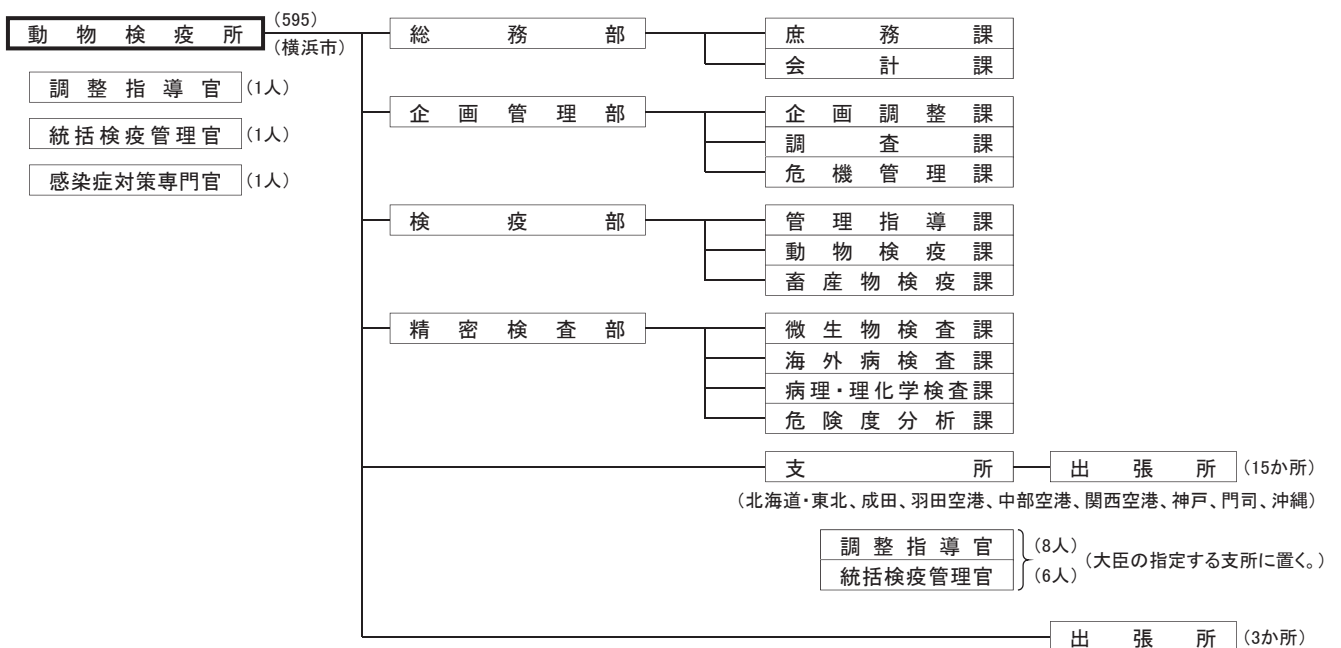 動物検疫所 (595) 総務部 庶務課
(横浜市)
会計課
調整指導官 (1人)
企画管理部 企画調整課
統括検疫管理官 (1人)
調査課
感染症対策専門官 (1人)
危機管理課
検疫部 管理指導課
動物検疫課
畜産物検疫課
精密検査部 微生物検査課
海外病検査課
病理・理化学検査課
危険度分析課
支所 出張所 (15か所)
(北海道・東北、成田、羽田空港、中部空港、関西空港、神戸、門司、沖縄)
調整指導官 (8人)
(大臣の指定する支所に置く。)
統括検疫管理官 (6人)
出張所 (3か所)